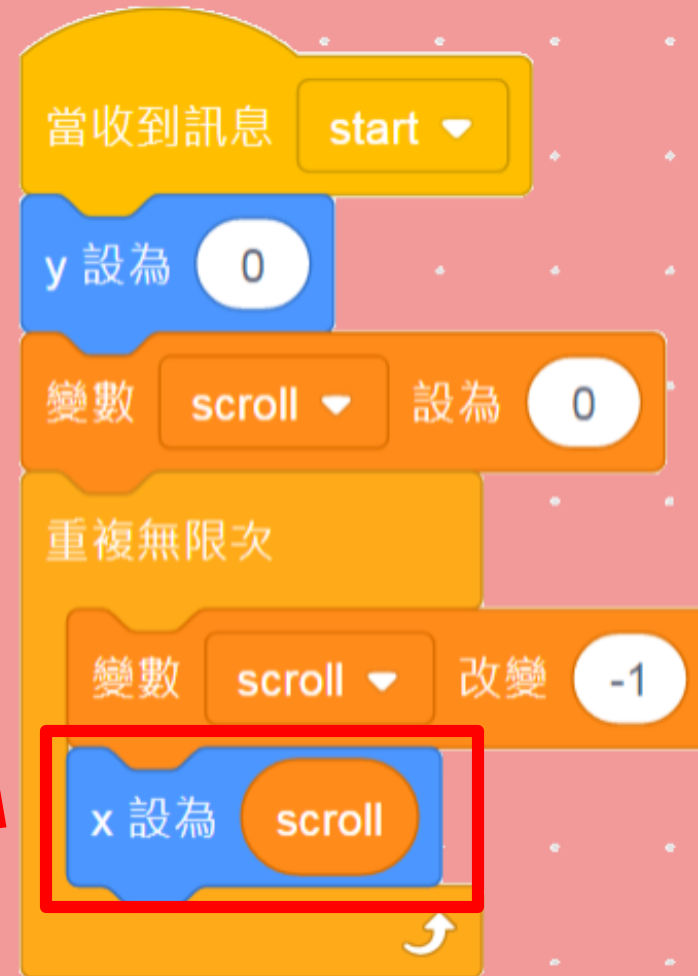 當收到訊息 start
y 設為 0
變數 scroll 設為 0
重複無限次
變數 scroll 改變 -1
x 設為 scroll